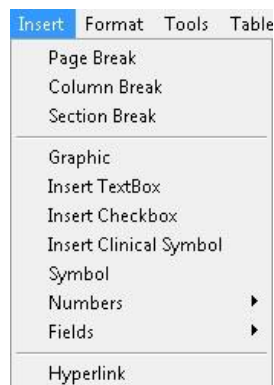 Insert Format Tools Table
Page Break
Column Break
Section Break
Graphic
Insert TextBox
Insert Checkbox
Insert Clinical Symbol
Symbol
Numbers
Fields
Hyperlink